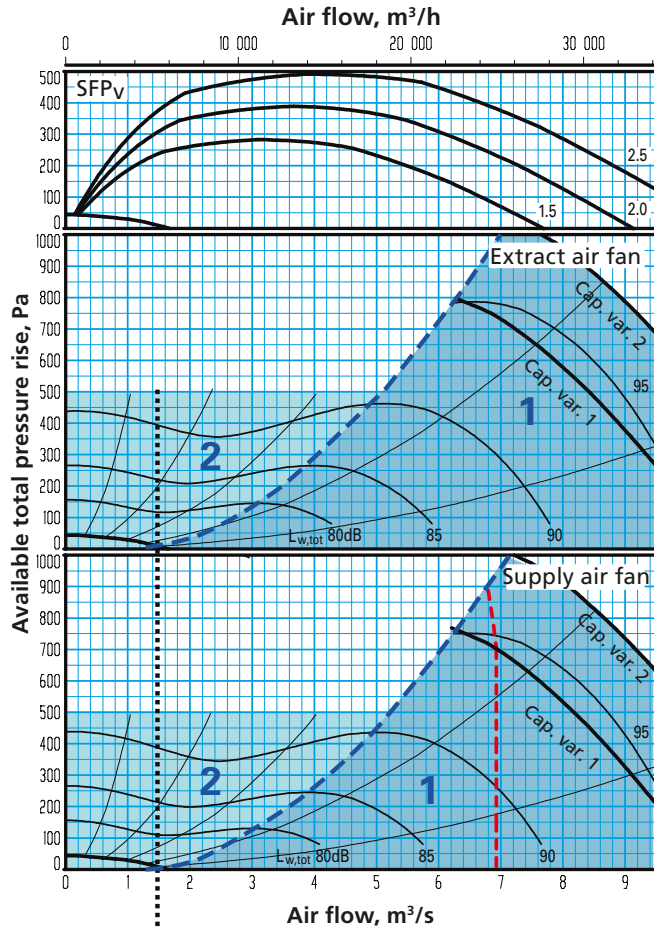 Air flow, m³/h
0 10 000 20 000 30 000
SFPv
500
400
300
200
100
0
2.5
2.0
1.5
Available total pressure rise, Pa
1000
900
800
700
600
500
400
300
200
100
0
Extract air fan
Cap. var. 2
Cap. var. 1
95
1
2
Lw,tot 80dB
85
90
1000
900
800
700
600
500
400
300
200
100
0
Supply air fan
Cap. var. 2
Cap. var. 1
95
1
2
Lw,tot 80dB
85
90
0 1 2 3 4 5 6 7 8 9
Air flow, m³/s